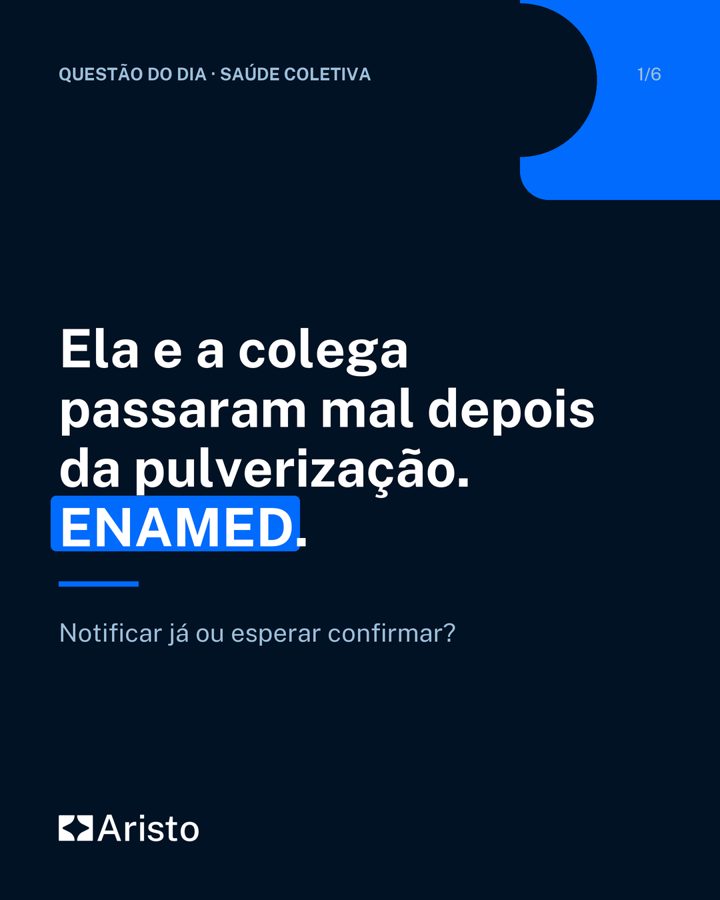 QUESTÃO DO DIA · SAÚDE COLETIVA
1/6
Ela e a colega
passaram mal depois
da pulverização.
ENAMED.
Notificar já ou esperar confirmar?
Aristo